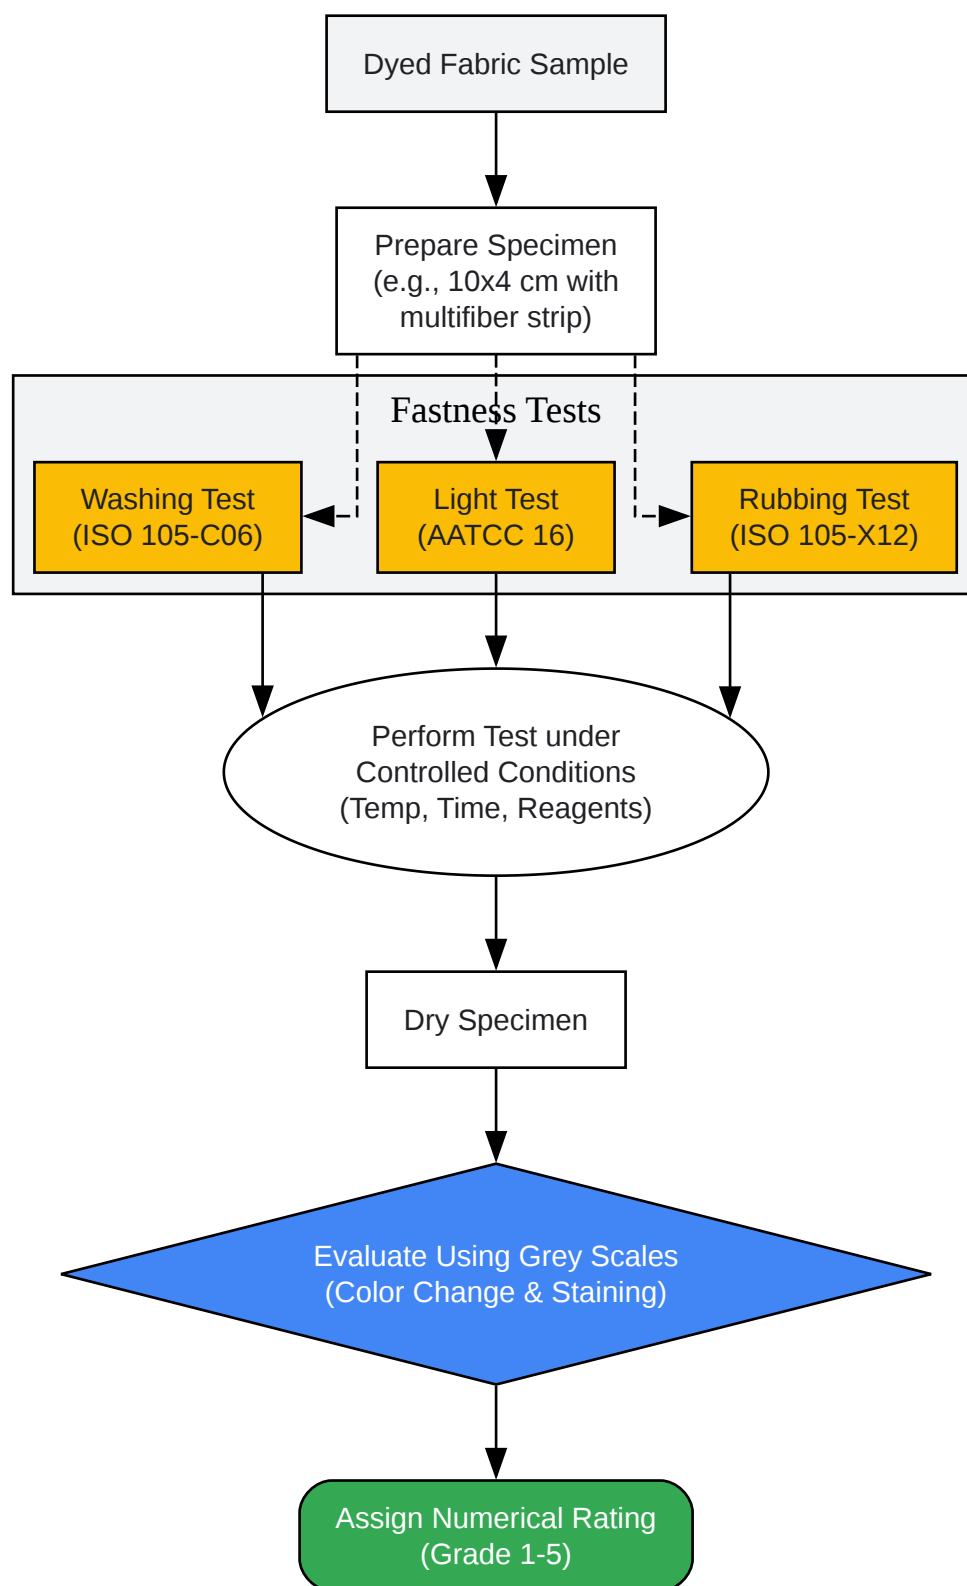 Dyed Fabric Sample
Prepare Specimen
(e.g., 10x4 cm with
multifiber strip)
Fastness Tests
Washing Test
(ISO 105-C06)
Light Test
(AATCC 16)
Rubbing Test
(ISO 105-X12)
Perform Test under
Controlled Conditions
(Temp, Time, Reagents)
Dry Specimen
Evaluate Using Grey Scales
(Color Change & Staining)
Assign Numerical Rating
(Grade 1-5)